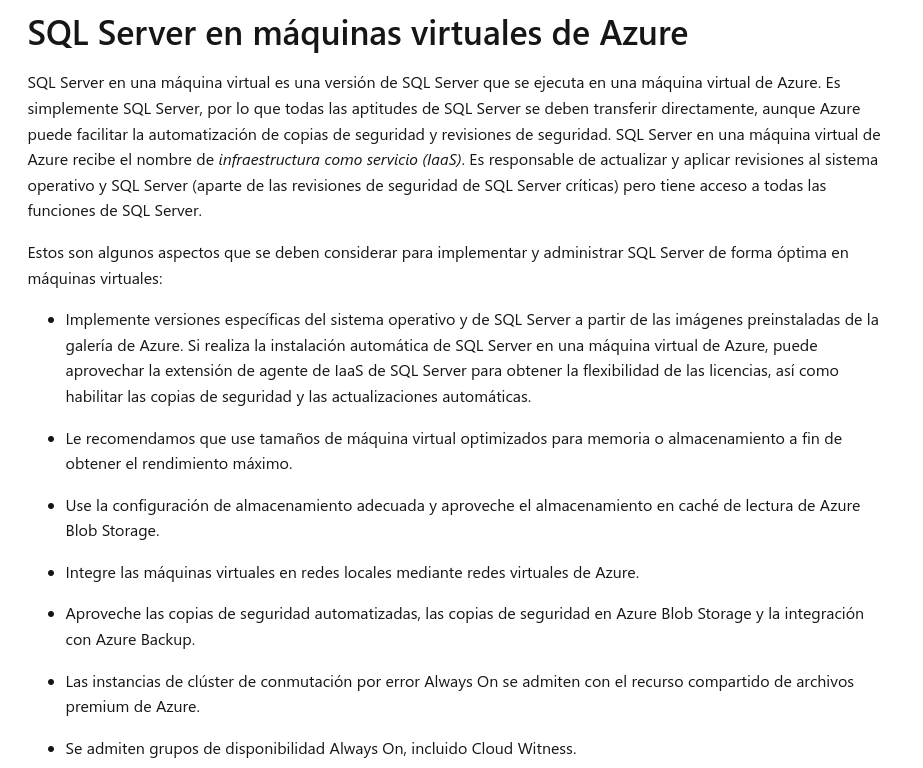 SQL Server en máquinas virtuales de Azure
SQL Server en una máquina virtual es una versión de SQL Server que se ejecuta en una máquina virtual de Azure. Es
simplemente SQL Server, por lo que todas las aptitudes de SQL Server se deben transferir directamente, aunque Azure
puede facilitar la automatización de copias de seguridad y revisiones de seguridad. SQL Server en una máquina virtual de
Azure recibe el nombre de infraestructura como servicio (IaaS). Es responsable de actualizar y aplicar revisiones al sistema
operativo y SQL Server (aparte de las revisiones de seguridad de SQL Server críticas) pero tiene acceso a todas las
funciones de SQL Server.
Estos son algunos aspectos que se deben considerar para implementar y administrar SQL Server de forma óptima en
máquinas virtuales:
• Implemente versiones específicas del sistema operativo y de SQL Server a partir de las imágenes preinstaladas de la
galería de Azure. Si realiza la instalación automática de SQL Server en una máquina virtual de Azure, puede
aprovechar la extensión de agente de IaaS de SQL Server para obtener la flexibilidad de las licencias, así como
habilitar las copias de seguridad y las actualizaciones automáticas.
• Le recomendamos que use tamaños de máquina virtual optimizados para memoria o almacenamiento a fin de
obtener el rendimiento máximo.
• Use la configuración de almacenamiento adecuada y aproveche el almacenamiento en caché de lectura de Azure
Blob Storage.
• Integre las máquinas virtuales en redes locales mediante redes virtuales de Azure.
• Aproveche las copias de seguridad automatizadas, las copias de seguridad en Azure Blob Storage y la integración
con Azure Backup.
• Las instancias de clúster de conmutación por error Always On se admiten con el recurso compartido de archivos
premium de Azure.
• Se admiten grupos de disponibilidad Always On, incluido Cloud Witness.